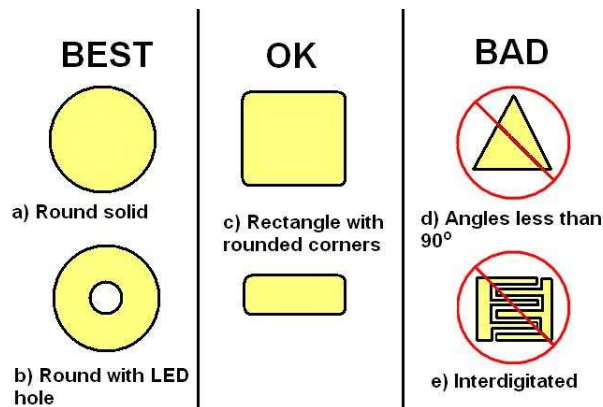 BEST
a) Round solid
b) Round with LED
hole
OK
c) Rectangle with
rounded corners
BAD
d) Angles less than
90°
e) Interdigitated